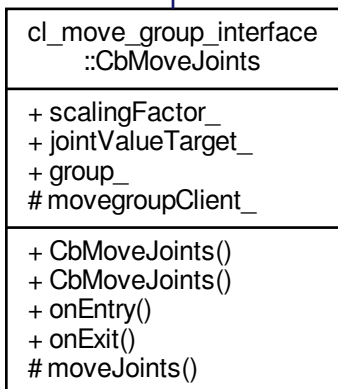 cl_move_group_interface
::CbMoveJoints
+ scalingFactor_
+ jointValueTarget_
+ group_
# movegroupClient_
+ CbMoveJoints()
+ CbMoveJoints()
+ onEntry()
+ onExit()
# moveJoints()